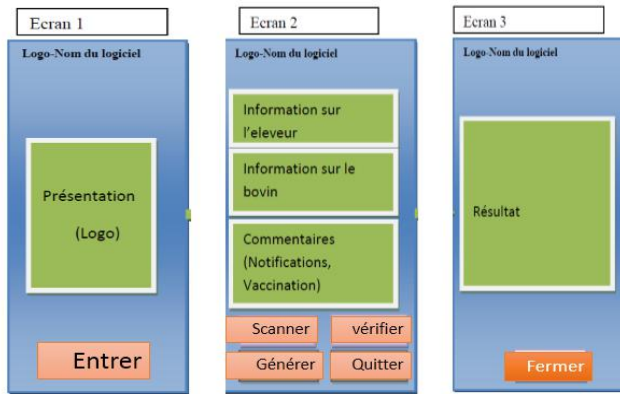 Ecran 1
Logo-Nom du logiciel
Présentation
(Logo)
Entrer
Ecran 2
Logo-Nom du logiciel
Information sur
l'eleveur
Information sur le
bovin
Commentaires
(Notifications,
Vaccination)
Scanner
vérifier
Générer
Quitter
Ecran 3
Logo-Nom du logiciel
Résultat
Fermer